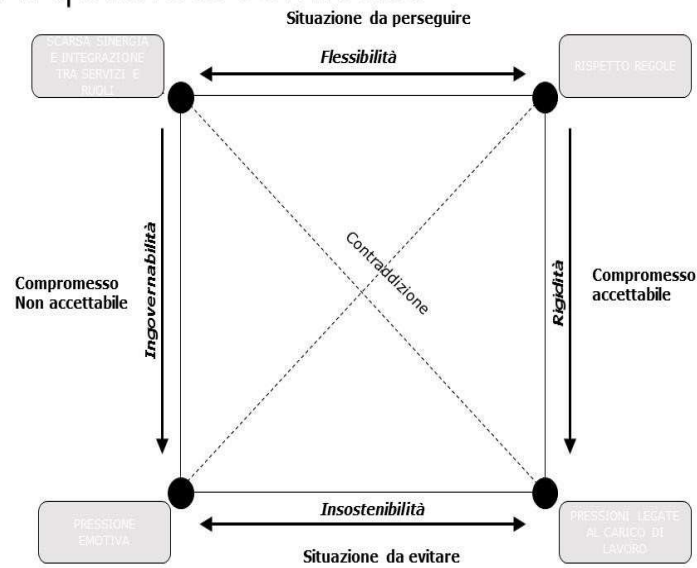 Situazione da perseguire
SCARSA SINERGIA
E INTEGRAZIONE
TRA SERVIZI E
RUOLI
Flessibilità
RISPETTO REGOLE
Ingovernabilità
Contraddizione
Rigidità
Compromesso
Non accettabile
Compromesso
accettabile
PRESSIONE
EMOTIVA
Insostenibilità
PRESSIONI LEGATE
AL CARICO DI
LAVORO
Situazione da evitare